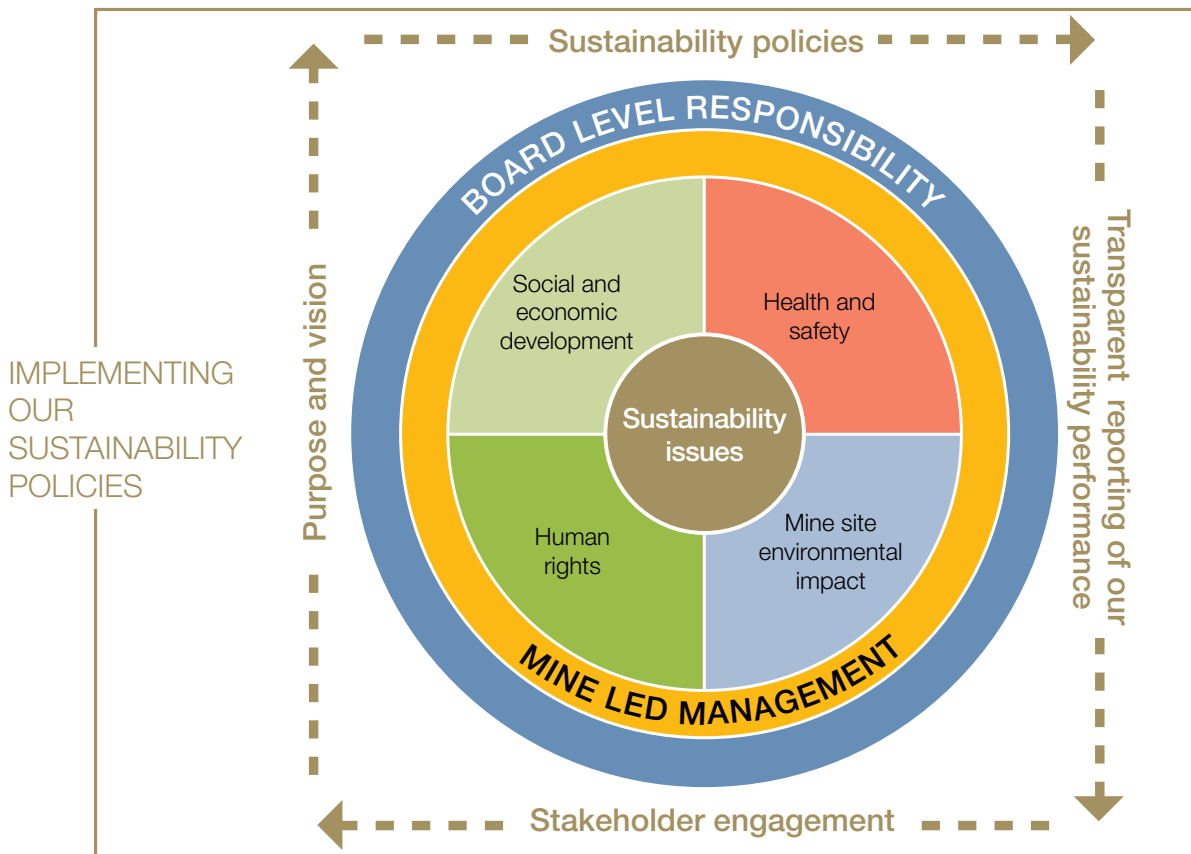 Sustainability policies
BOARD LEVEL RESPONSIBILITY
Purpose and vision
Transparent reporting of our
sustainability performance
Social and
economic
development
Health and
safety
IMPLEMENTING
OUR
SUSTAINABILITY
POLICIES
Sustainability
issues
Human
rights
Mine site
environmental
impact
MINE LED MANAGEMENT
Stakeholder engagement